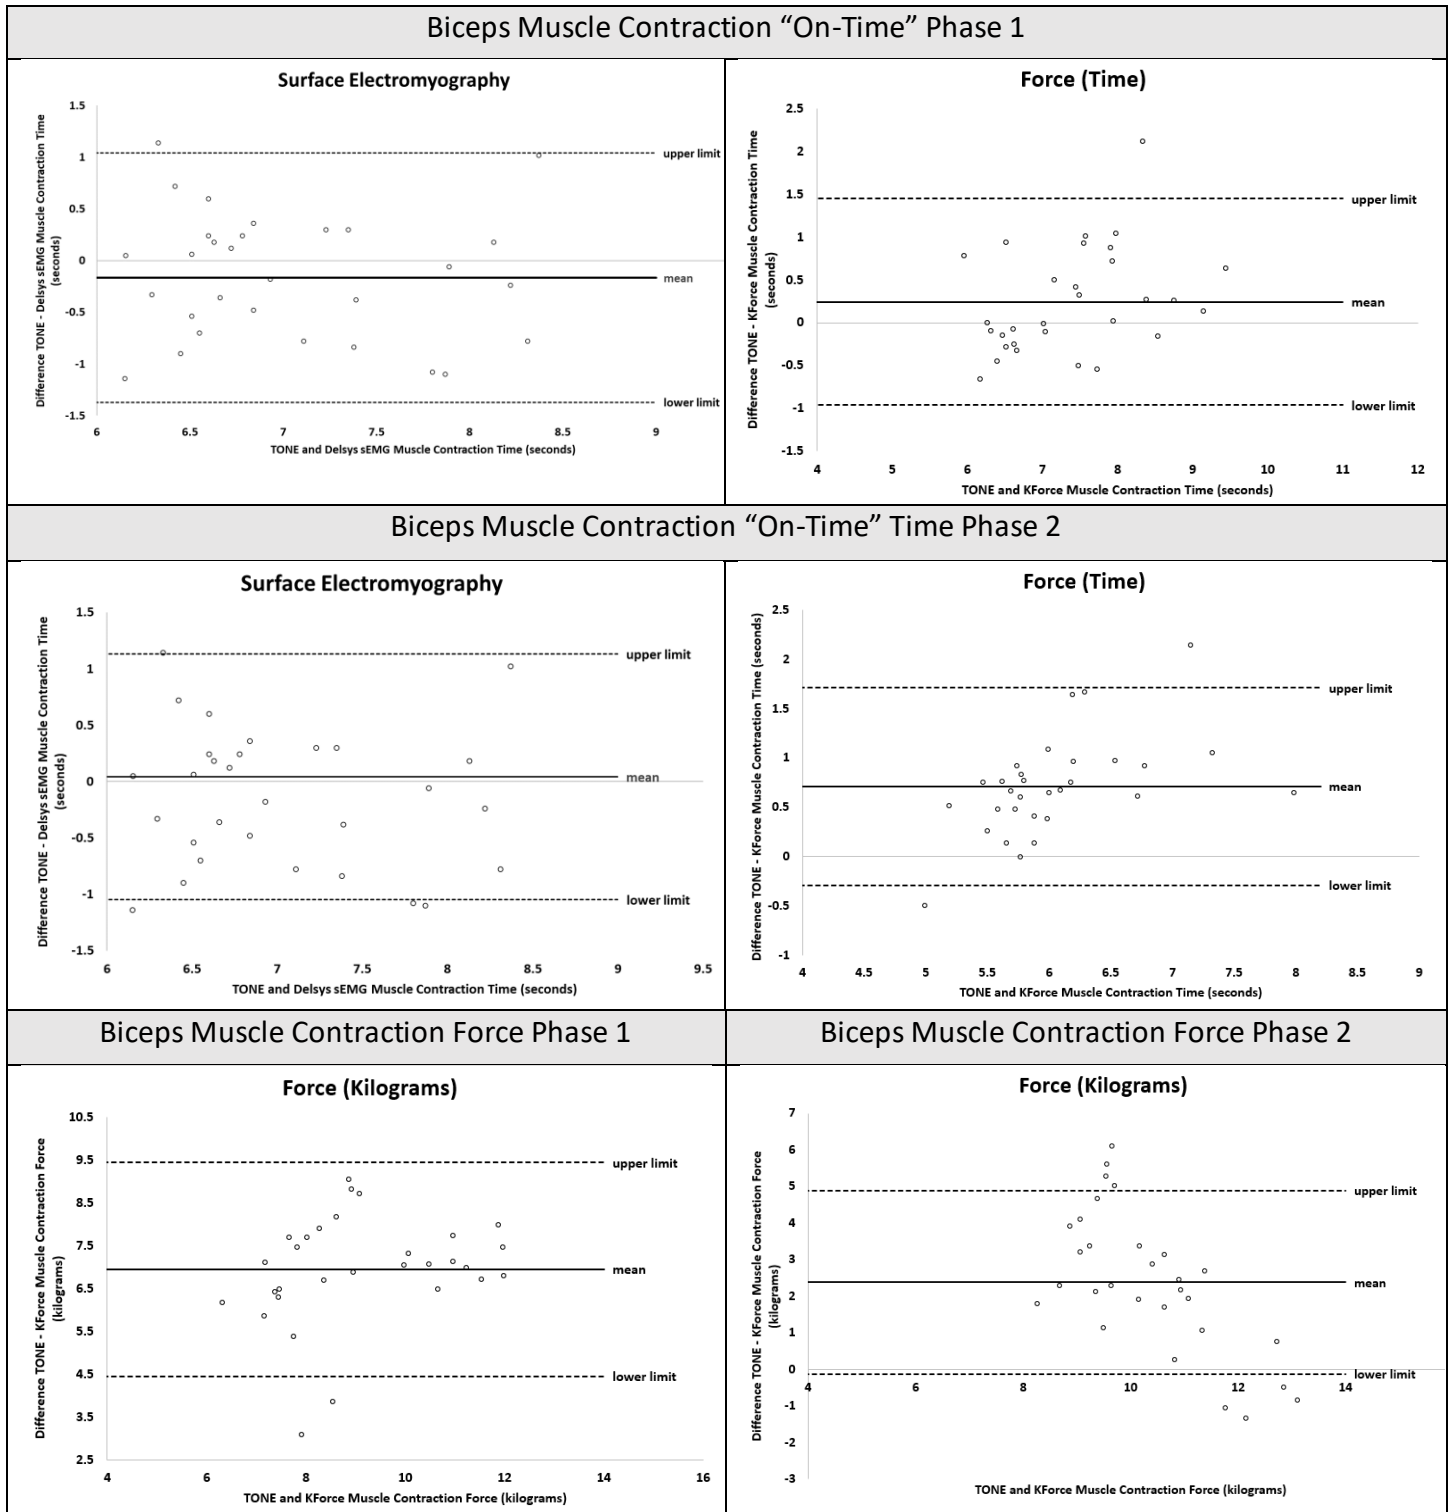 Biceps Muscle Contraction “On-Time” Phase 1
Surface Electromyography
Difference TONE - Delsys sEMG Muscle Contraction Time
(seconds)
1.5
1
0.5
0
-0.5
-1
-1.5
upper limit
mean
lower limit
6 6.5 7 7.5 8 8.5 9
TONE and Delsys sEMG Muscle Contraction Time (seconds)
Force (Time)
Difference TONE - KForce Muscle Contraction Time
(seconds)
2.5
2
1.5
1
0.5
0
-0.5
-1
-1.5
upper limit
mean
lower limit
4 5 6 7 8 9 10 11 12
TONE and KForce Muscle Contraction Time (seconds)
Biceps Muscle Contraction “On-Time” Time Phase 2
Surface Electromyography
Difference TONE - Delsys sEMG Muscle Contraction Time
(seconds)
1.5
1
0.5
0
-0.5
-1
-1.5
upper limit
mean
lower limit
6 6.5 7 7.5 8 8.5 9 9.5
TONE and Delsys sEMG Muscle Contraction Time (seconds)
Force (Time)
Difference TONE - KForce Muscle Contraction Time (seconds)
2.5
2
1.5
1
0.5
0
-0.5
-1
upper limit
mean
lower limit
4 4.5 5 5.5 6 6.5 7 7.5 8 8.5 9
TONE and KForce Muscle Contraction Time (seconds)
Biceps Muscle Contraction Force Phase 1
Force (Kilograms)
Difference TONE - KForce Muscle Contraction Force
(kilograms)
10.5
9.5
8.5
7.5
6.5
5.5
4.5
3.5
2.5
upper limit
mean
lower limit
4 6 8 10 12 14 16
TONE and KForce Muscle Contraction Force (kilograms)
Biceps Muscle Contraction Force Phase 2
Force (Kilograms)
Difference TONE - KForce Muscle Contraction Force
(kilograms)
7
6
5
4
3
2
1
0
-1
-2
-3
upper limit
mean
lower limit
4 6 8 10 12 14
TONE and KForce Muscle Contraction Force (kilograms)